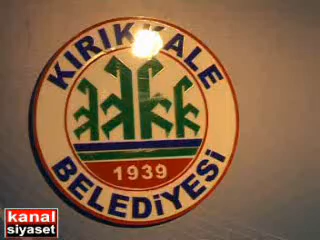 KIRIKKALE
1939
BELEDİYESİ
kanal
siyaset